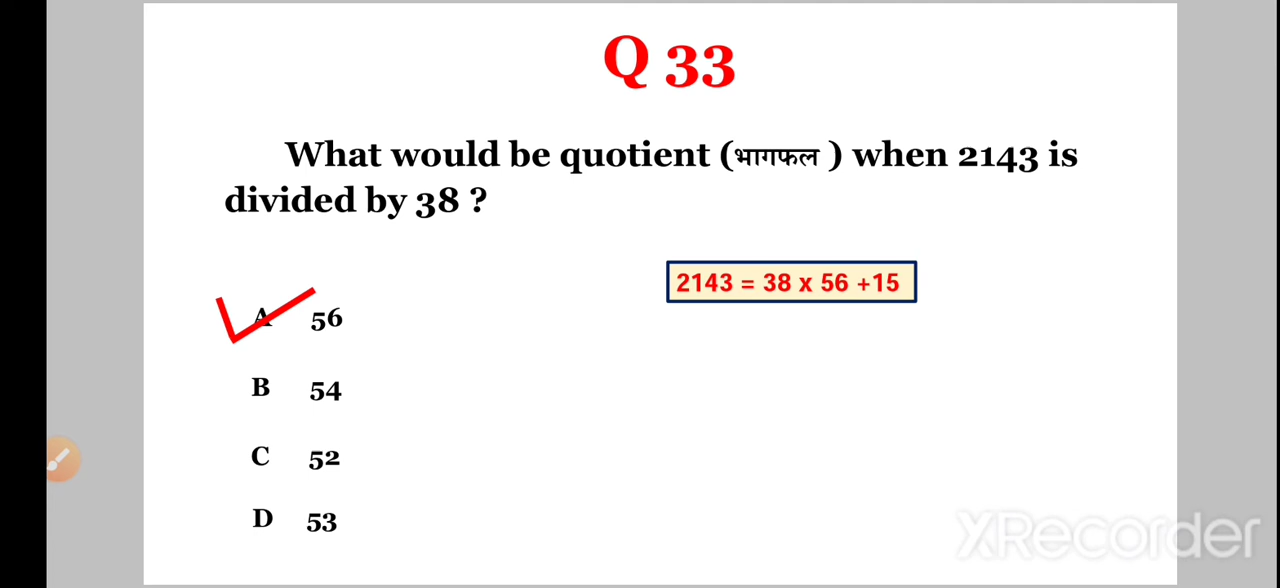 Q 33
What would be quotient (भागफल ) when 2143 is
divided by 38 ?
2143 = 38 x 56 +15
A 56
B 54
C 52
D 53
XRecorder